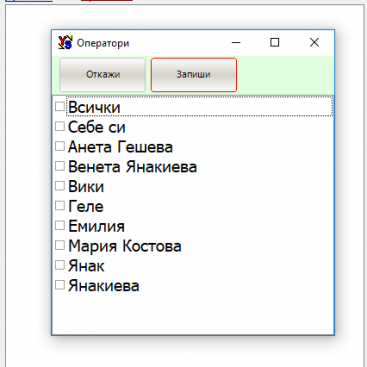 Оператори
Откажи
Запиши
Всички
Себе си
Анета Гешева
Венета Янакиева
Вики
Геле
Емилия
Мария Костова
Янак
Янакиева